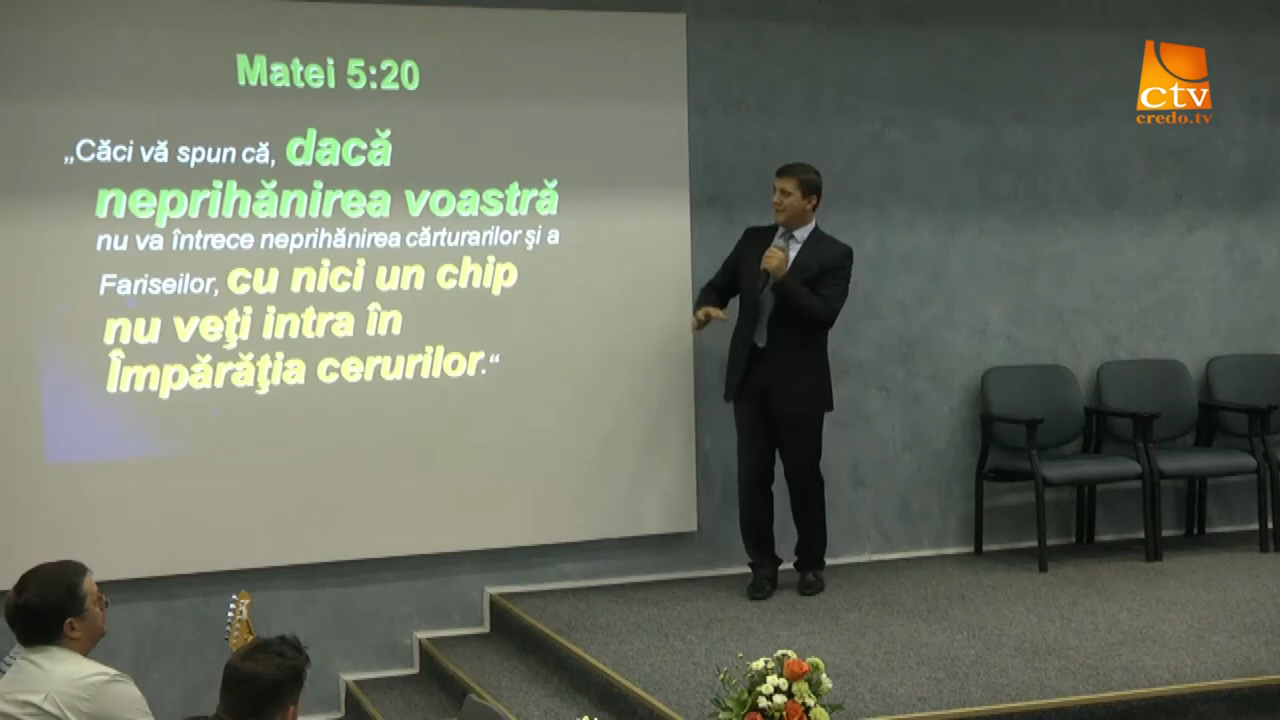 Matei 5:20
„Căci vă spun că, dacă
neprihănirea voastră
nu va întrece neprihănirea cărturarilor şi a
Fariseilor, cu nici un chip
nu veţi intra în
Împărăţia cerurilor.“
ctv
credo.tv